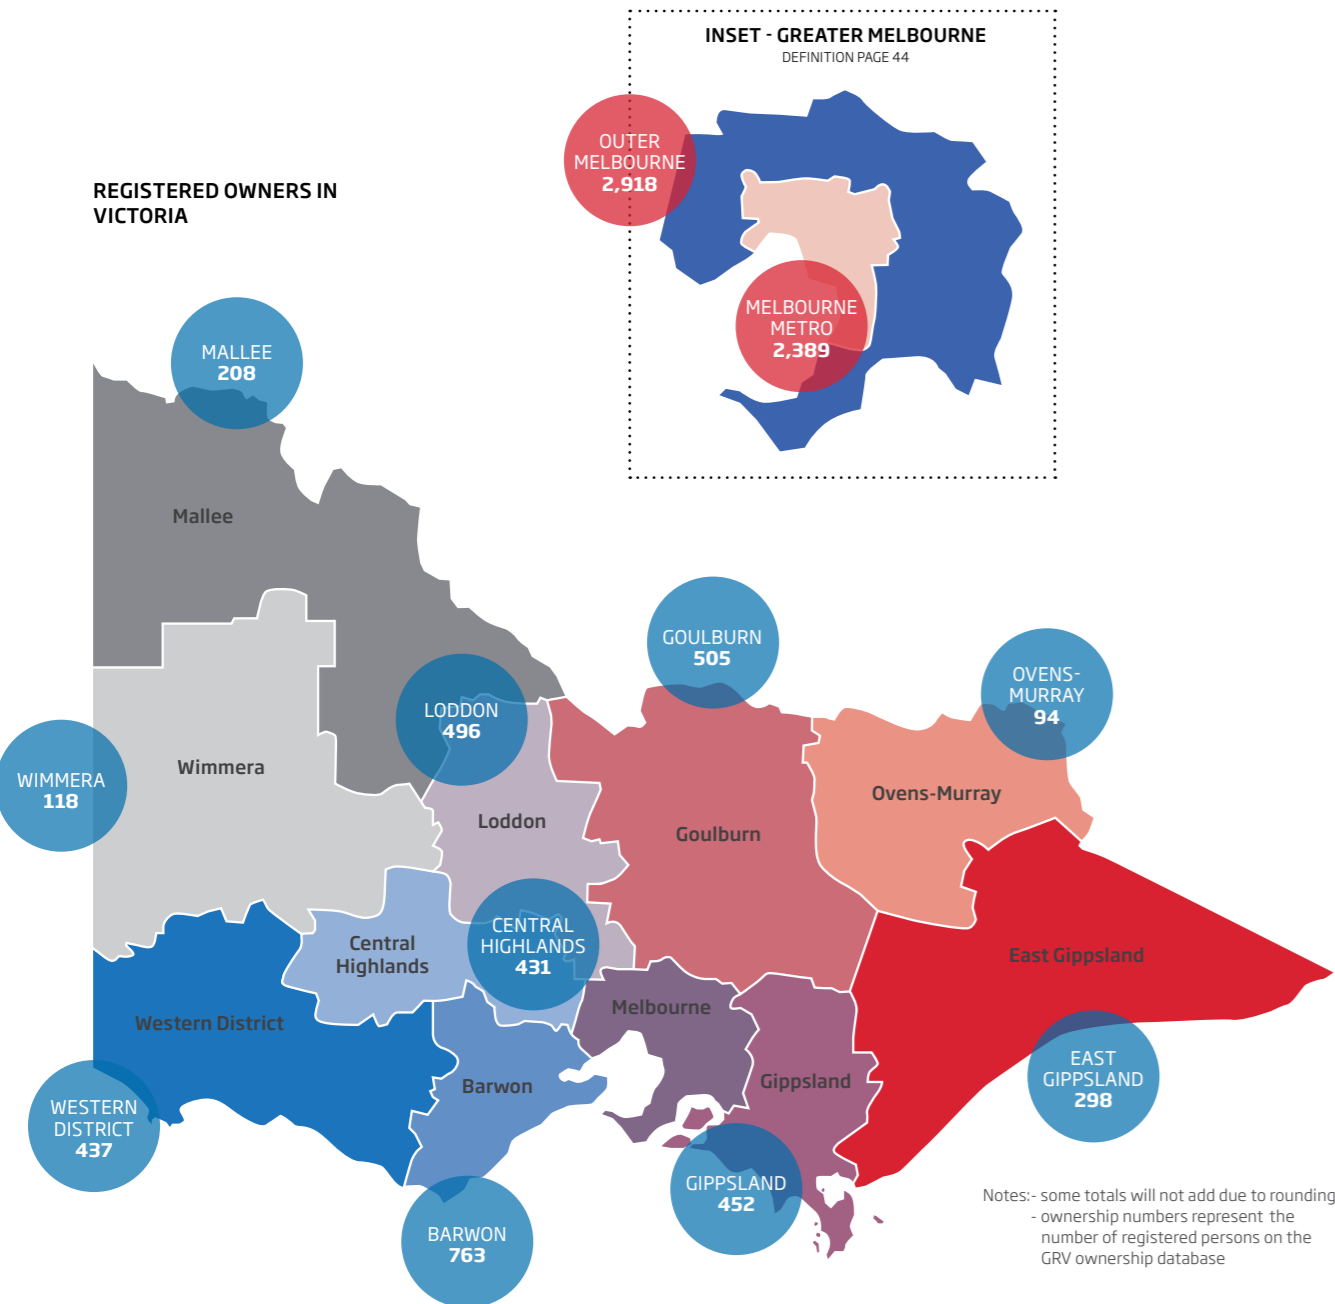 INSET - GREATER MELBOURNE
DEFINITION PAGE 44
OUTER
MELBOURNE
2,918
REGISTERED OWNERS IN
VICTORIA
MELBOURNE
METRO
2,389
MALLEE
208
Mallee
GOULBURN
505
OVENS-
MURRAY
94
LODDON
496
WIMMERA
118
Wimmera
Ovens-Murray
Loddon
Goulburn
CENTRAL
HIGHLANDS
431
Central
Highlands
East Gippsland
Western District
Melbourne
Barwon
Gippsland
EAST
GIPPSLAND
298
WESTERN
DISTRICT
437
GIPPSLAND
452
BARWON
763
Notes:- some totals will not add due to rounding
- ownership numbers represent the
number of registered persons on the
GRV ownership database